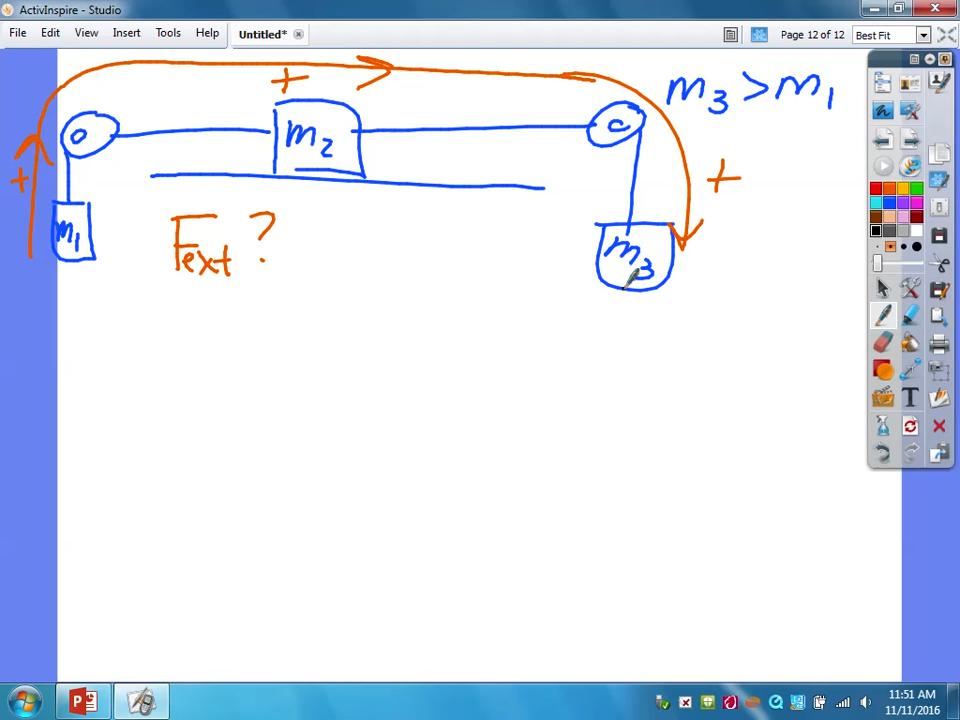 ActivInspire - Studio
File Edit View Insert Tools Help Untitled* Page 12 of 12 Best Fit
+
m3 > m1
m2
+
+
m1
Fext ?
m3
11:51 AM
11/11/2016